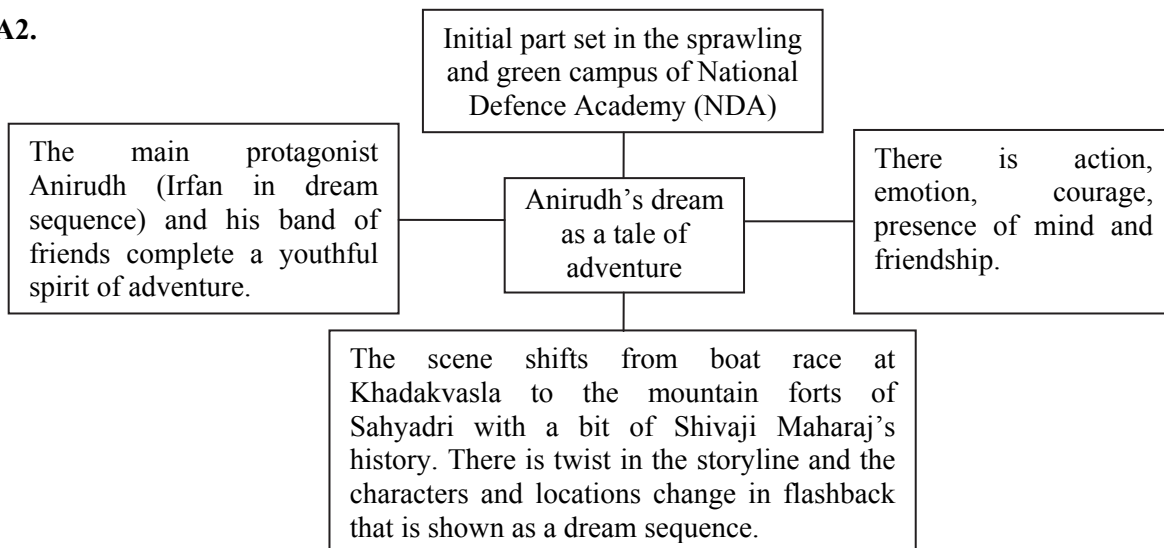 A2.
Initial part set in the sprawling
and green campus of National
Defence Academy (NDA)
The main protagonist
Anirudh (Irfan in dream
sequence) and his band of
friends complete a youthful
spirit of adventure.
Anirudh’s dream
as a tale of
adventure
There is action,
emotion, courage,
presence of mind and
friendship.
The scene shifts from boat race at
Khadakvasla to the mountain forts of
Sahyadri with a bit of Shivaji Maharaj’s
history. There is twist in the storyline and the
characters and locations change in flashback
that is shown as a dream sequence.